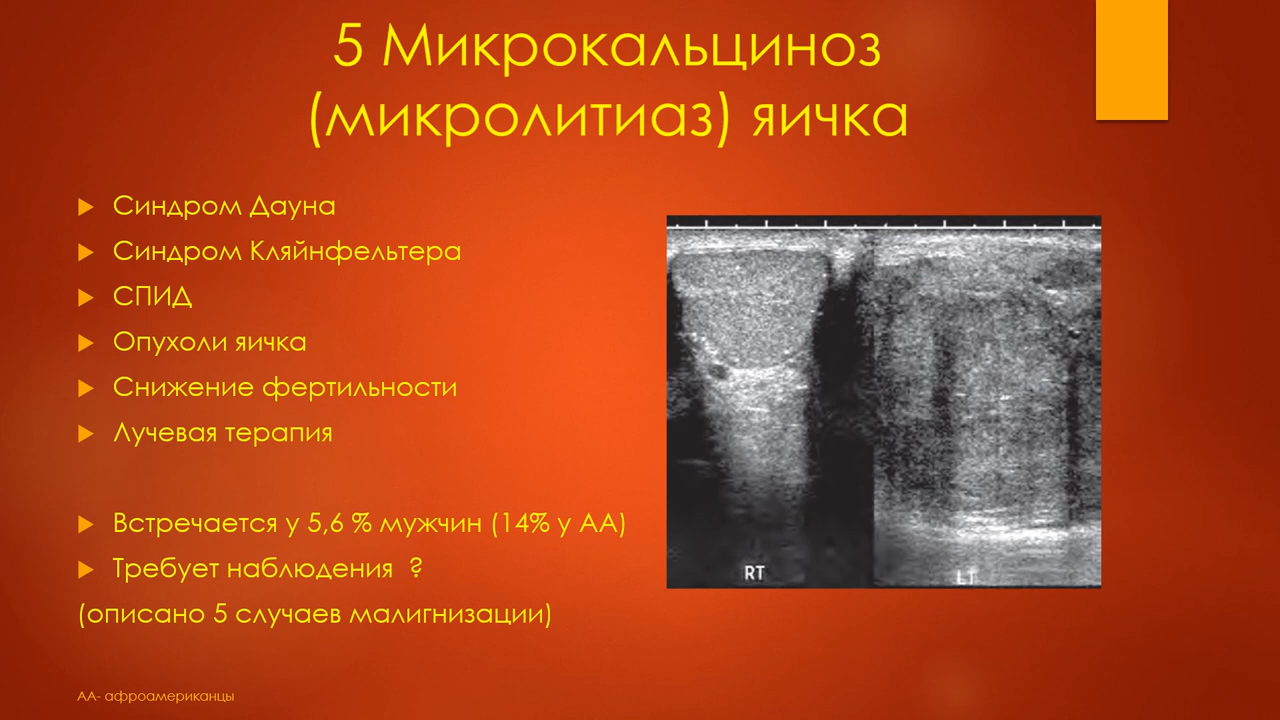 5 Микрокальциноз
(микролитиаз) яичка
Синдром Дауна
Синдром Кляйнфельтера
СПИД
Опухоли яичка
Снижение фертильности
Лучевая терапия
Встречается у 5,6 % мужчин (14% у АА)
Требует наблюдения ?
(описано 5 случаев малигнизации)
RT
LT
АА- афроамериканцы